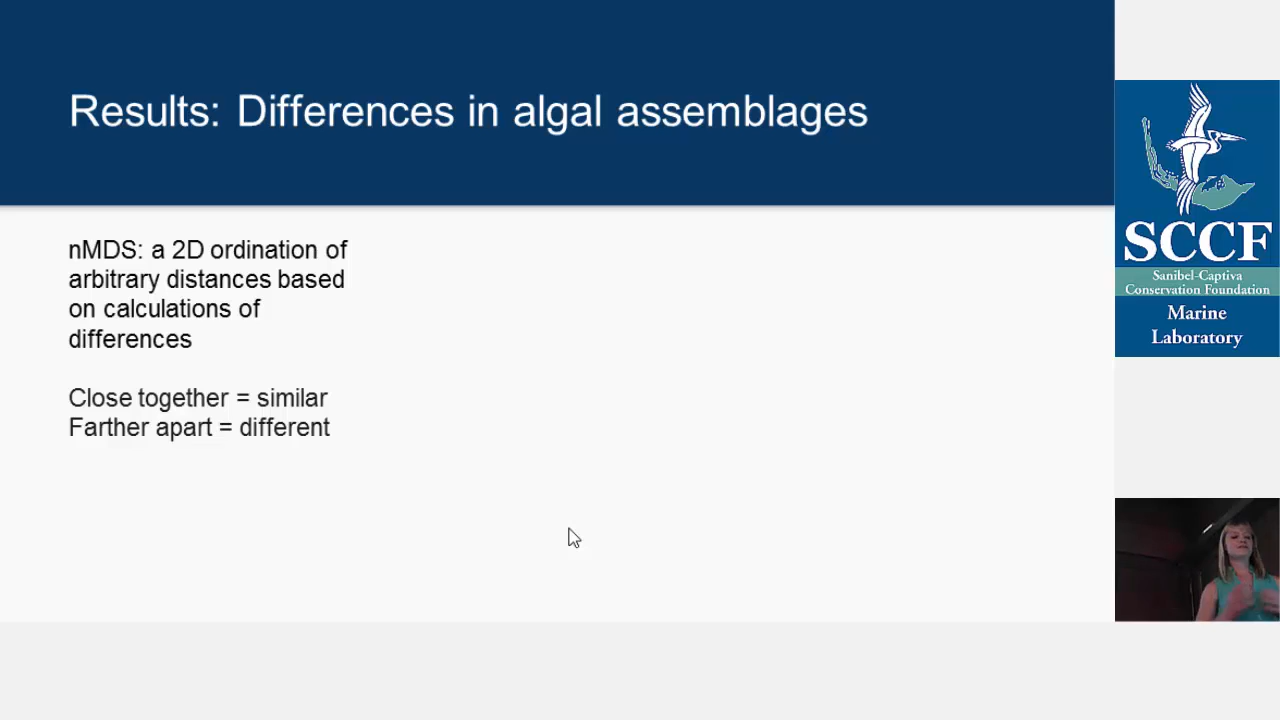 Results: Differences in algal assemblages
nMDS: a 2D ordination of
arbitrary distances based
on calculations of
differences
Close together = similar
Farther apart = different
SCCF
Sanibel-Captiva
Conservation Foundation
Marine
Laboratory